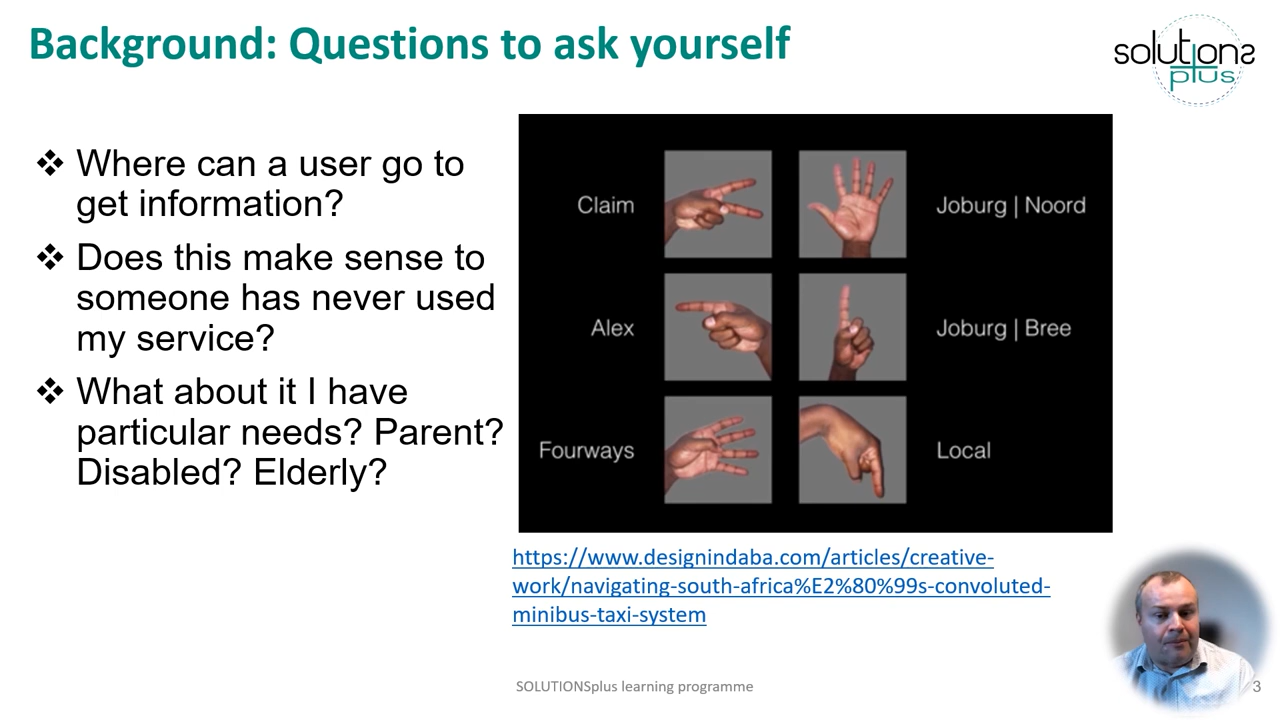 Background: Questions to ask yourself
solutions
plus
❖ Where can a user go to
get information?
❖ Does this make sense to
someone has never used
my service?
❖ What about it I have
particular needs? Parent?
Disabled? Elderly?
Claim
Joburg | Noord
Alex
Joburg | Bree
Fourways
Local
https://www.designindaba.com/articles/creative-
work/navigating-south-africa%E2%80%99s-convoluted-
minibus-taxi-system
SOLUTIONSplus learning programme
3